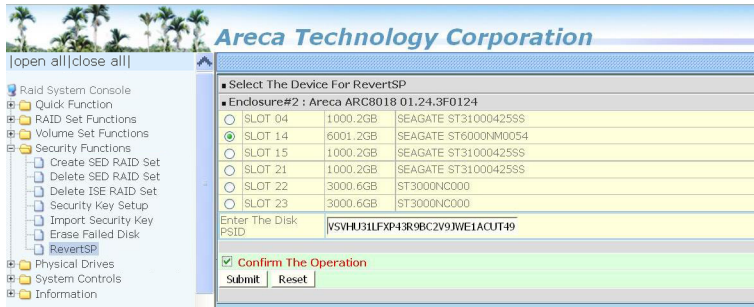 Areca Technology Corporation
|open all|close all|
Raid System Console
Quick Function
RAID Set Functions
Volume Set Functions
Security Functions
Create SED RAID Set
Delete SED RAID Set
Delete ISE RAID Set
Security Key Setup
Import Security Key
Erase Failed Disk
RevertSP
Physical Drives
System Controls
Information
Select The Device For RevertSP
Enclosure#2 : Areca ARC8018 01.24.3F0124
SLOT 04 1000.2GB SEAGATE ST31000425SS
SLOT 14 6001.2GB SEAGATE ST6000NM0054
SLOT 15 1000.2GB SEAGATE ST31000425SS
SLOT 21 1000.2GB SEAGATE ST31000425SS
SLOT 22 3000.6GB ST3000NC000
SLOT 23 3000.6GB ST3000NC000
Enter The Disk
PSID
VSVHU31LFXP43R9BC2V9JWE1ACUT49
Confirm The Operation
Submit Reset